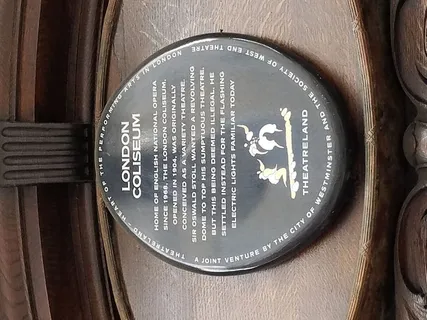 LONDON
COLISEUM
HOME OF ENGLISH NATIONAL OPERA
SINCE 1968, THE LONDON COLISEUM,
OPENED IN 1904, WAS ORIGINALLY
CONCEIVED AS A VARIETY THEATRE.
SIR OSWALD STOLL WANTED A REVOLVING
DOME TO TOP HIS SUMPTUOUS THEATRE.
BUT THIS BEING DEEMED ILLEGAL, HE
SETTLED INSTEAD FOR THE FLASHING
ELECTRIC LIGHTS FAMILIAR TODAY
THEATRELAND
THEATRELAND ... OF THE PERFORMING ARTS IN LONDON
A JOINT VENTURE BY THE CITY OF WESTMINSTER AND THE SOCIETY OF WEST END THEATRE